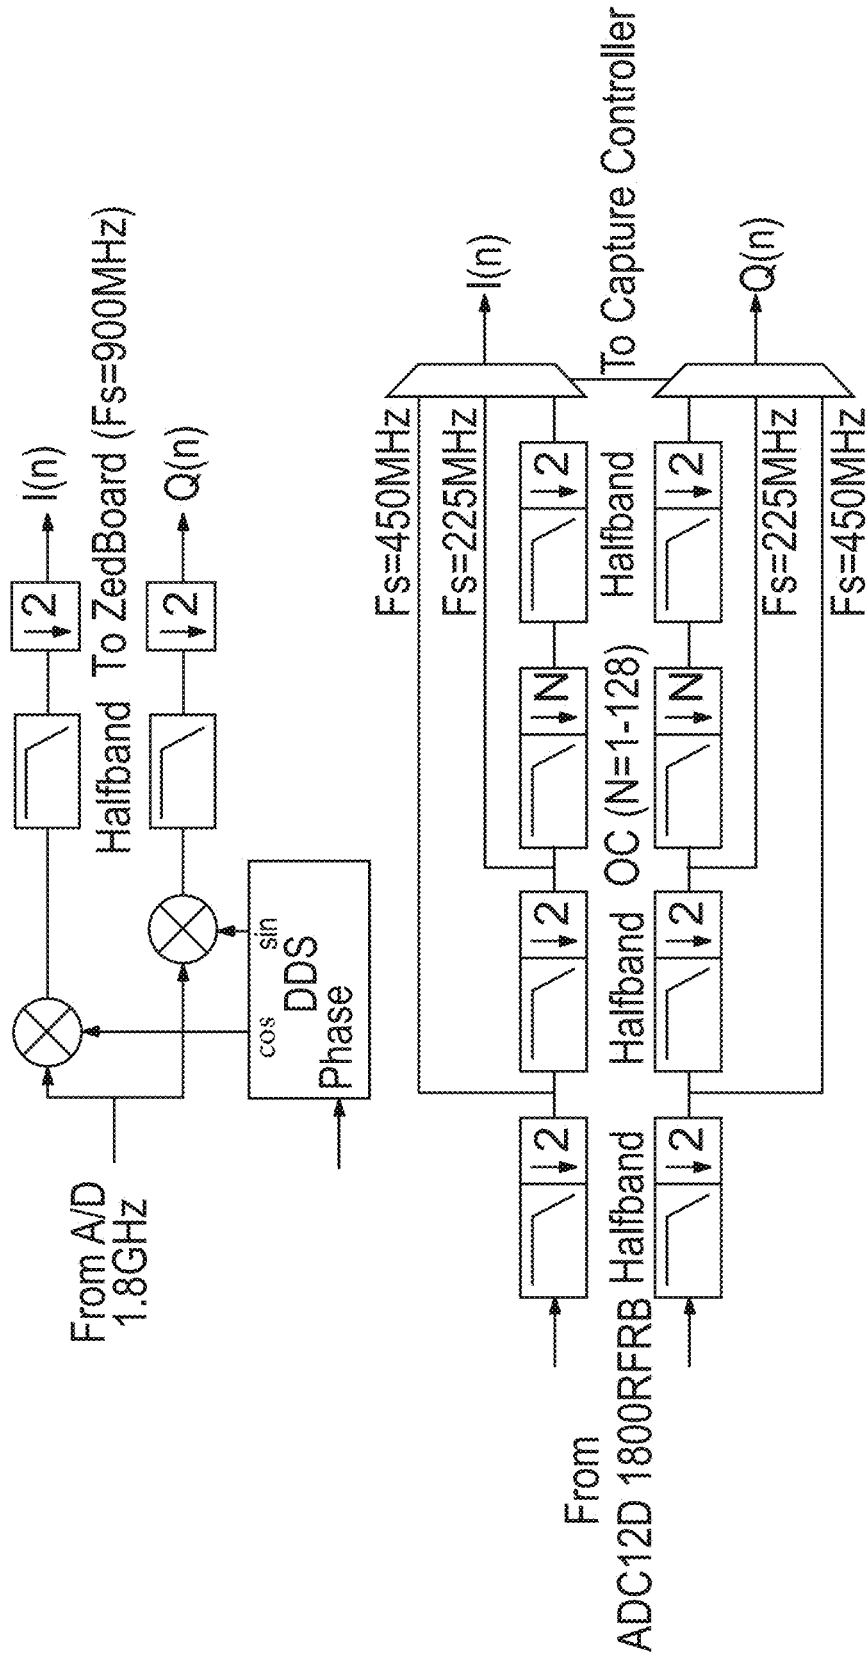 From A/D
1.8GHz
I(n)
Halfband
To ZedBoard (Fs=900MHz)
2
2
Q(n)
cos
sin
DDS
Phase
From
ADC12D 1800RFRB
Fs=450MHz
Fs=225MHz
2
2
N
2
I(n)
Halfband
Halfband
OC (N=1-128)
Halfband
To Capture Controller
2
2
N
2
Q(n)
Fs=225MHz
Fs=450MHz